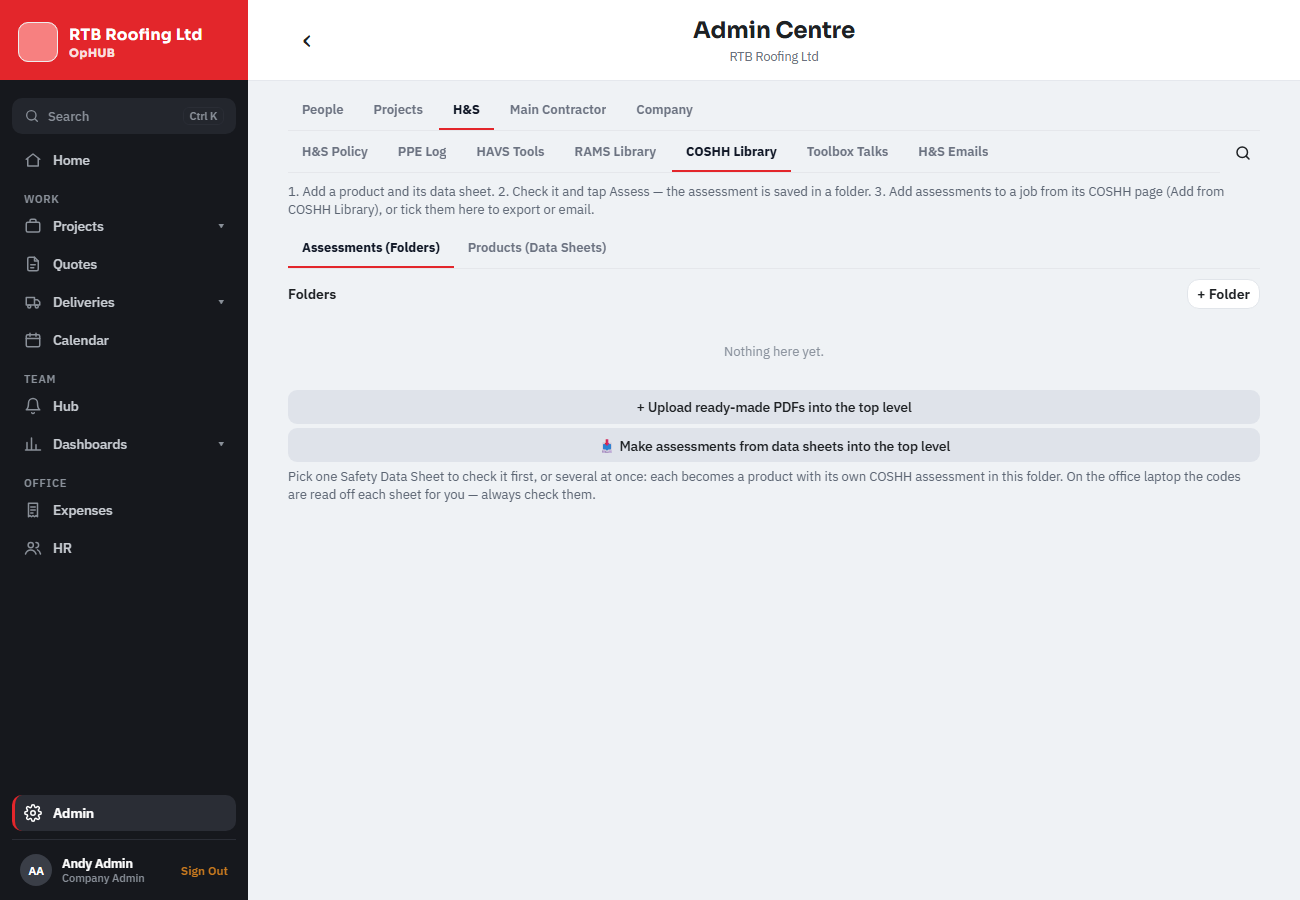 RTB Roofing Ltd
OpHUB
Search
Ctrl K
Home
WORK
Projects
Quotes
Deliveries
Calendar
TEAM
Hub
Dashboards
OFFICE
Expenses
HR
Admin
AA
Andy Admin
Company Admin
Sign Out
Admin Centre
RTB Roofing Ltd
People Projects H&S Main Contractor Company
H&S Policy PPE Log HAVS Tools RAMS Library COSHH Library Toolbox Talks H&S Emails
1. Add a product and its data sheet. 2. Check it and tap Assess — the assessment is saved in a folder. 3. Add assessments to a job from its COSHH page (Add from
COSHH Library), or tick them here to export or email.
Assessments (Folders) Products (Data Sheets)
Folders
+ Folder
Nothing here yet.
+ Upload ready-made PDFs into the top level
Make assessments from data sheets into the top level
Pick one Safety Data Sheet to check it first, or several at once: each becomes a product with its own COSHH assessment in this folder. On the office laptop the codes
are read off each sheet for you — always check them.